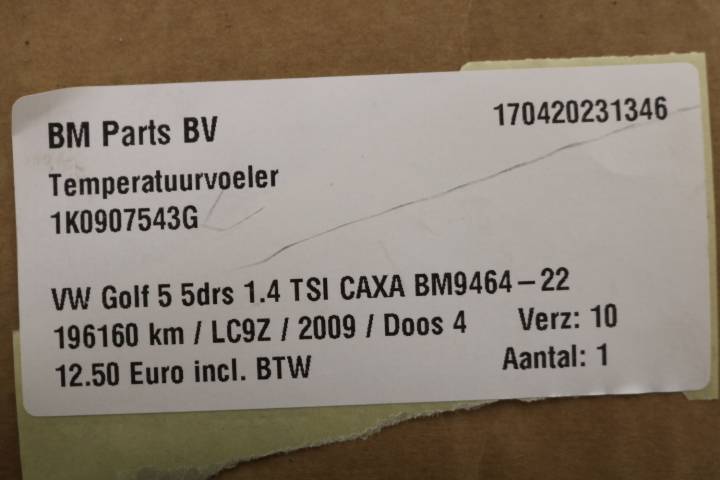 BM Parts BV 170420231346
Temperatuurvoeler
1K0907543G
VW Golf 5 5drs 1.4 TSI CAXA BM9464-22
196160 km / LC9Z / 2009 / Doos 4 Verz: 10
12.50 Euro incl. BTW Aantal: 1